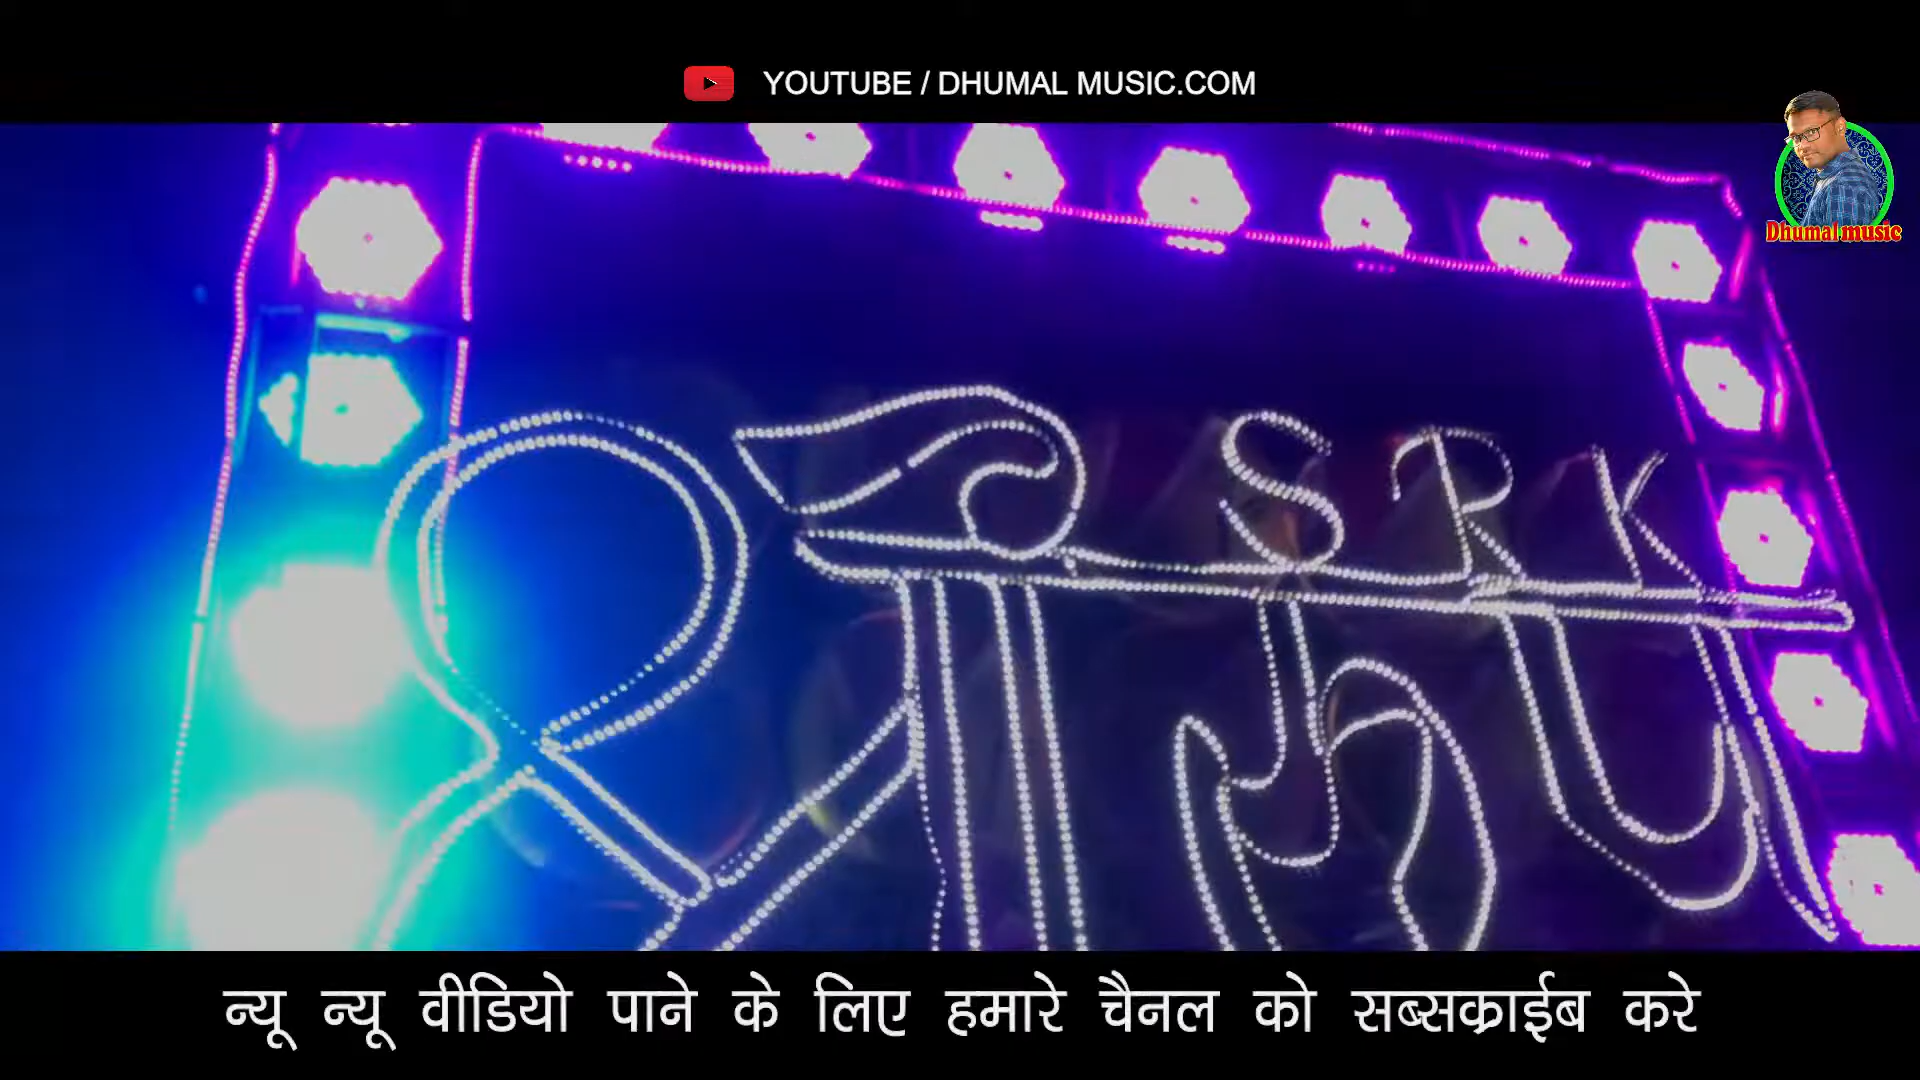 YOUTUBE / DHUMAL MUSIC.COM
Dhumal music
SRK
न्यू न्यू वीडियो पाने के लिए हमारे चैनल को सब्सक्राईब करे